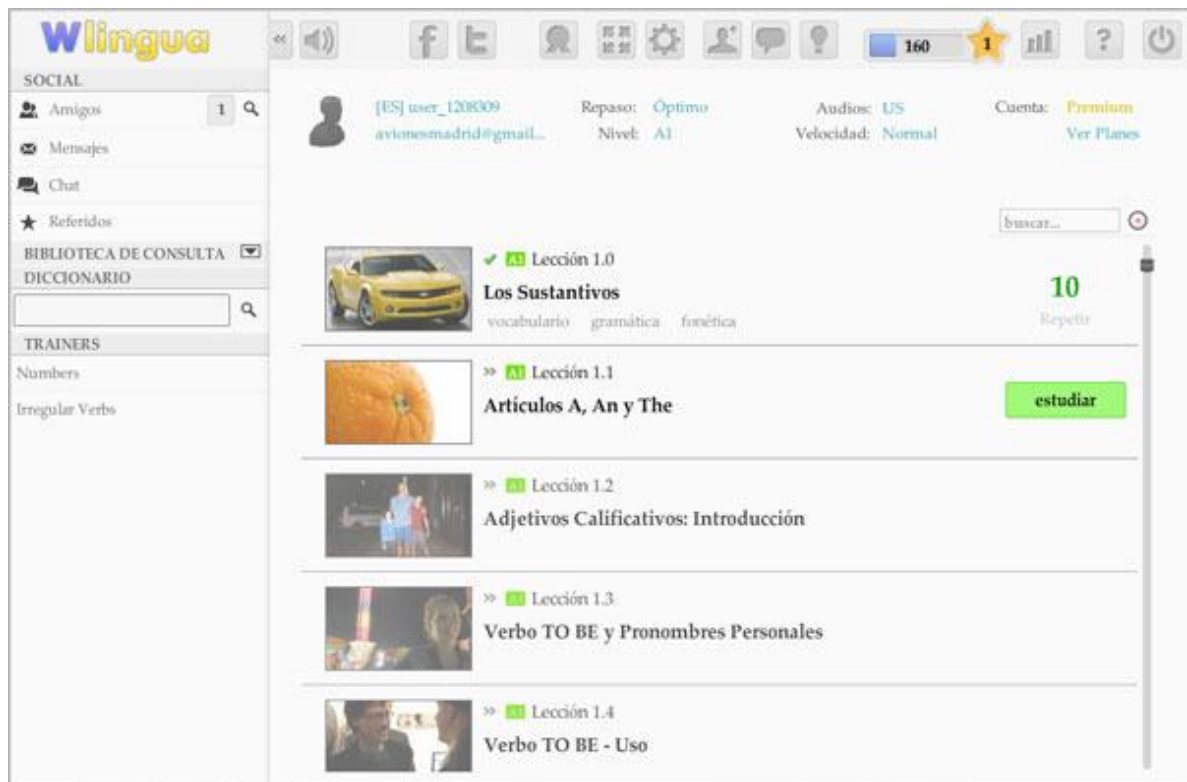 Wlingua
SOCIAL
Amigos 1
Mensajes
Chat
Referidos
BIBLIOTECA DE CONSULTA
DICCIONARIO
TRAINERS
Numbers
Irregular Verbs
« 160 1 ?
[ES] user_1208309 Repaso: Óptimo Audios: US Cuenta: Premium
avionesmadrid@gmail... Nivel: A1 Velocidad: Normal Ver Planes
buscar...
A1 Lección 1.0
Los Sustantivos
vocabulario gramática fonética
10
Repetir
» A1 Lección 1.1
Artículos A, An y The
estudiar
» A1 Lección 1.2
Adjetivos Calificativos: Introducción
» A1 Lección 1.3
Verbo TO BE y Pronombres Personales
» A1 Lección 1.4
Verbo TO BE - Uso